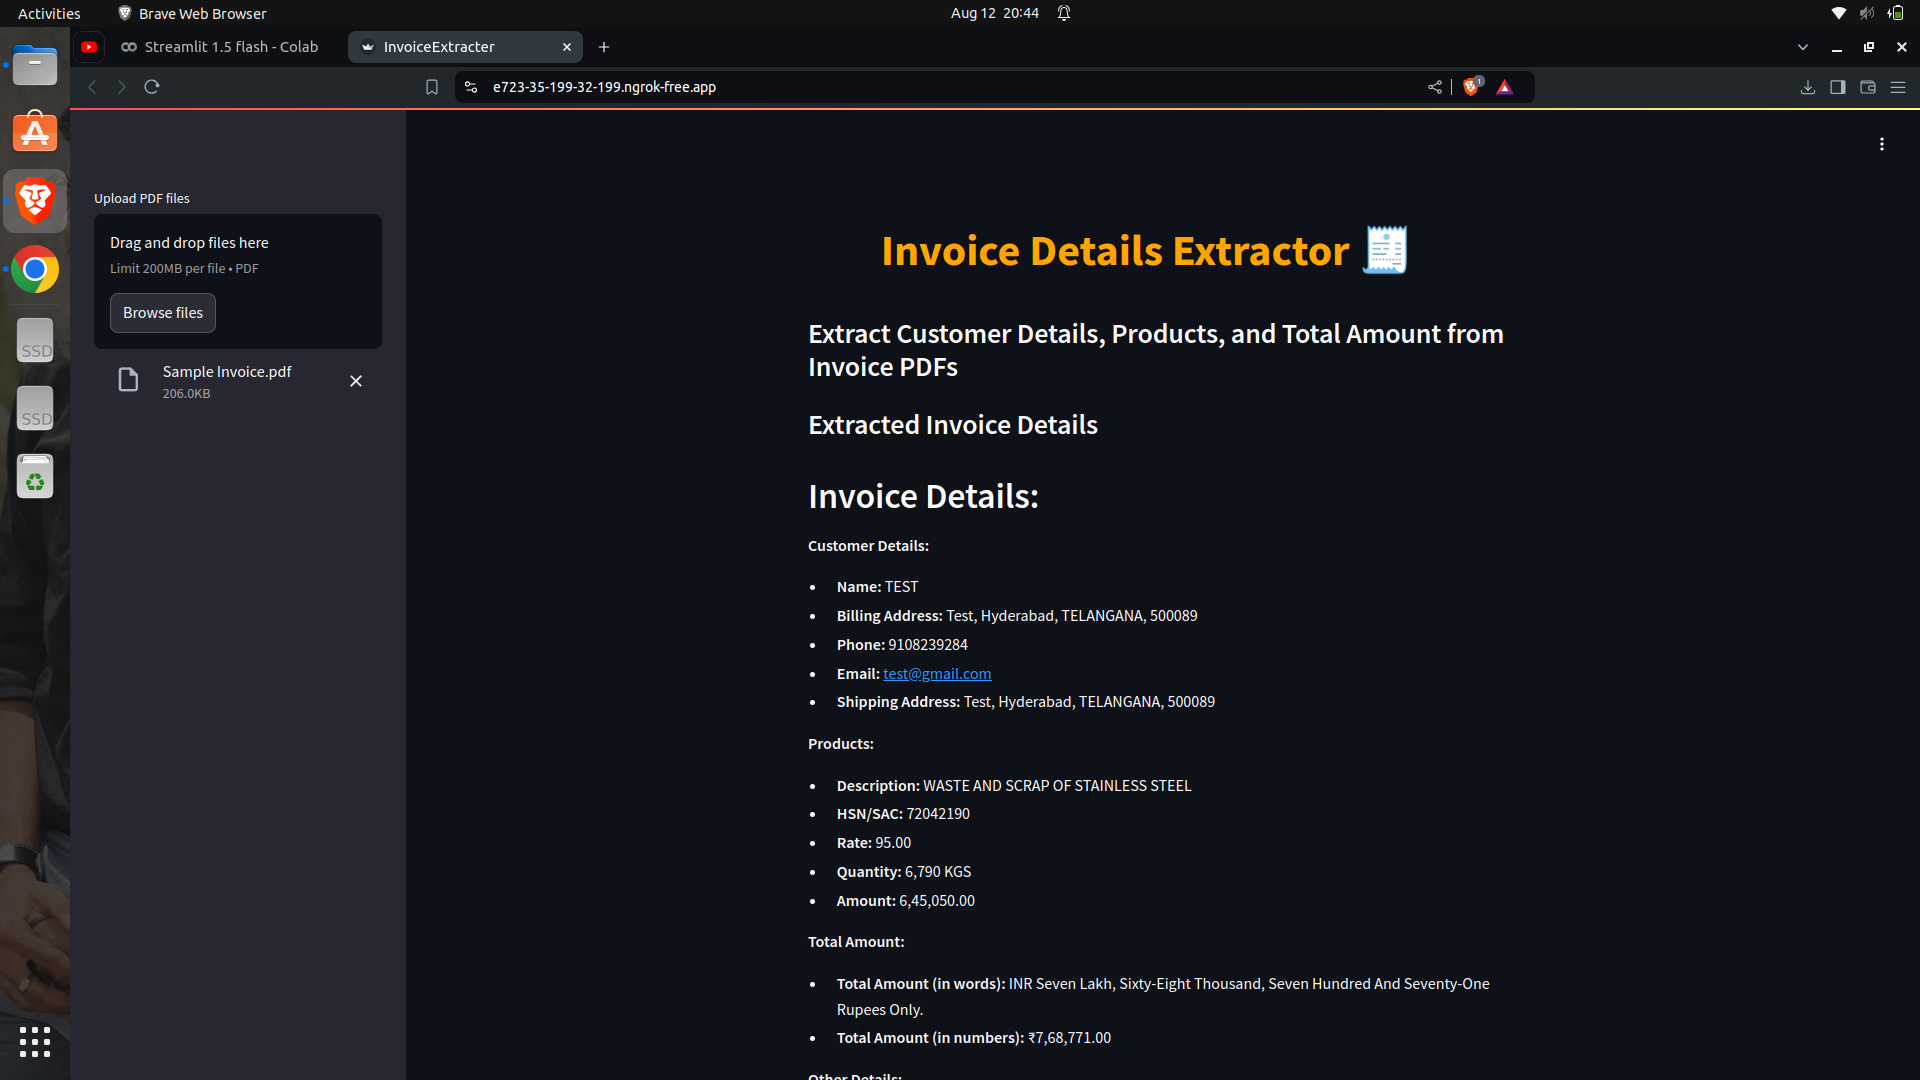 Activities
Brave Web Browser
Aug 12 20:44
Streamlit 1.5 flash - Colab
InvoiceExtracter
e723-35-199-32-199.ngrok-free.app
1
SSD
SSD
Upload PDF files
Drag and drop files here
Limit 200MB per file • PDF
Browse files
Sample Invoice.pdf
206.0KB
Invoice Details Extractor
Extract Customer Details, Products, and Total Amount from
Invoice PDFs
Extracted Invoice Details
Invoice Details:
Customer Details:
• Name: TEST
• Billing Address: Test, Hyderabad, TELANGANA, 500089
• Phone: 9108239284
• Email: test@gmail.com
• Shipping Address: Test, Hyderabad, TELANGANA, 500089
Products:
• Description: WASTE AND SCRAP OF STAINLESS STEEL
• HSN/SAC: 72042190
• Rate: 95.00
• Quantity: 6,790 KGS
• Amount: 6,45,050.00
Total Amount:
• Total Amount (in words): INR Seven Lakh, Sixty-Eight Thousand, Seven Hundred And Seventy-One
Rupees Only.
• Total Amount (in numbers): ₹7,68,771.00
Other Details: